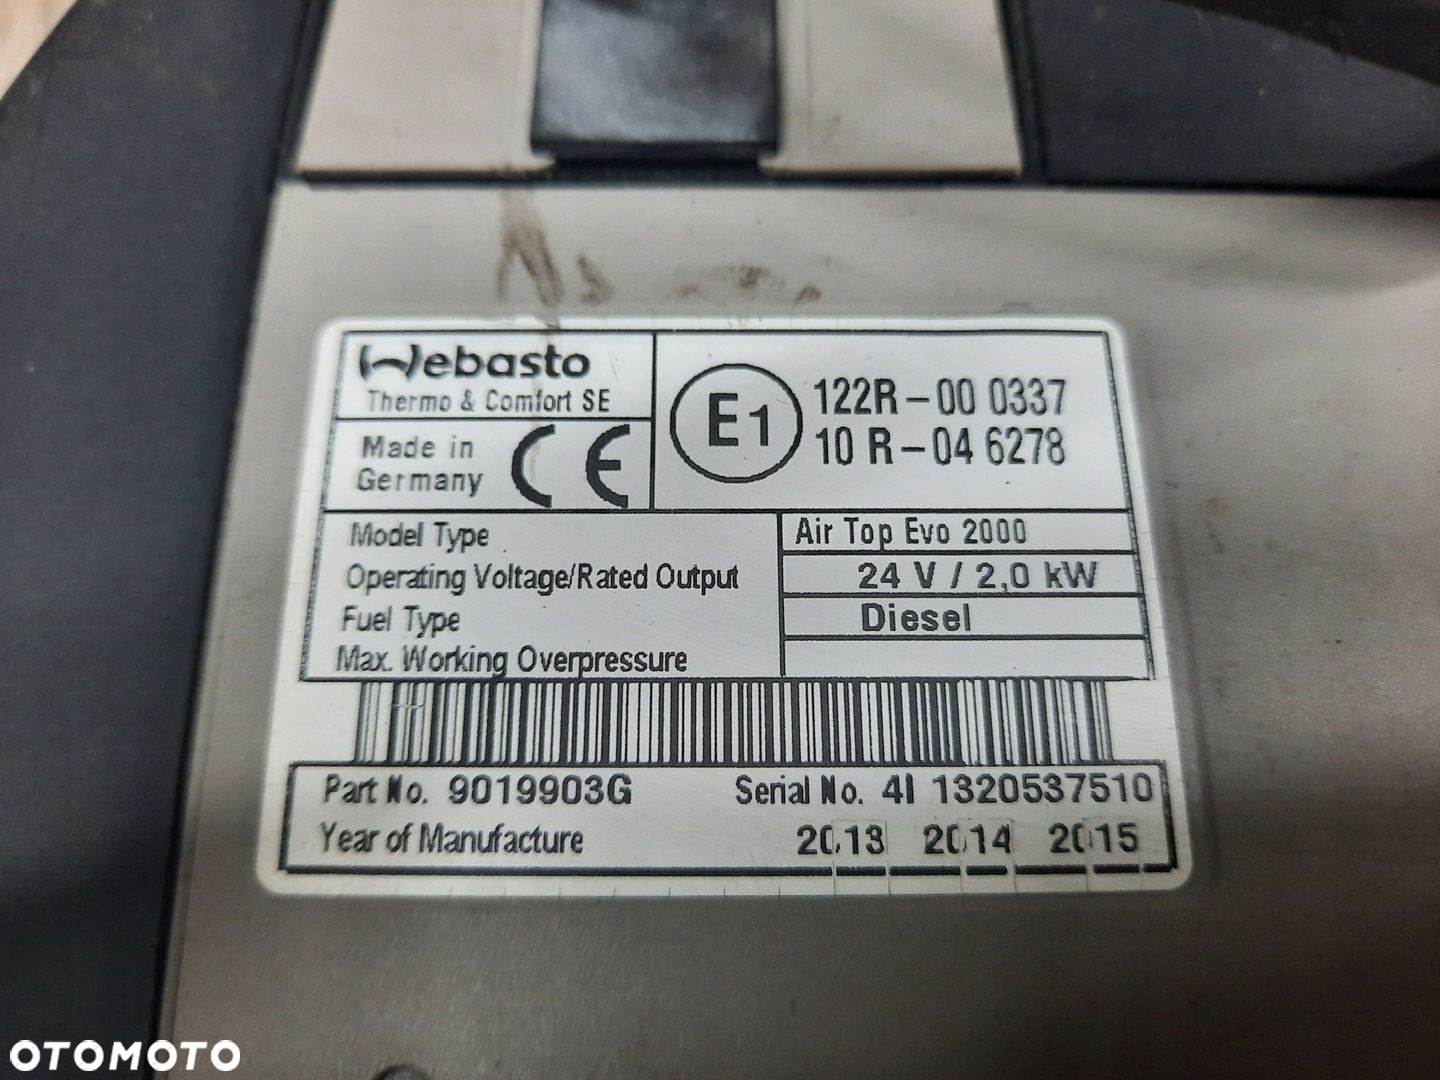 Webasto
Thermo & Comfort SE
Made in
Germany
CE
E1
122R-00 0337
10 R-04 6278
Model Type Air Top Evo 2000
Operating Voltage/Rated Output 24 V / 2,0 kW
Fuel Type Diesel
Max. Working Overpressure
Part No. 9019903G Serial No. 4I 1320537510
Year of Manufacture 2013 2014 2015
OTOMOTO